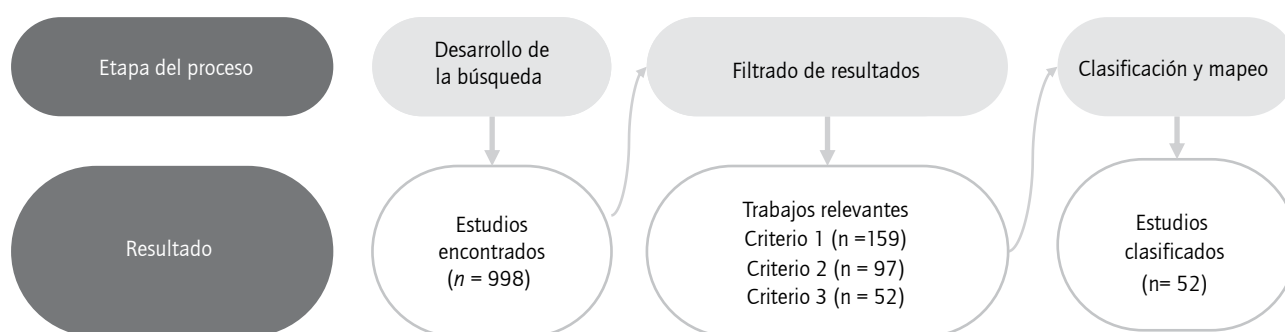 Etapa del proceso
Desarrollo de
la búsqueda
Filtrado de resultados
Clasificación y mapeo
Resultado
Estudios
encontrados
(n = 998)
Trabajos relevantes
Criterio 1 (n =159)
Criterio 2 (n = 97)
Criterio 3 (n = 52)
Estudios
clasificados
(n= 52)